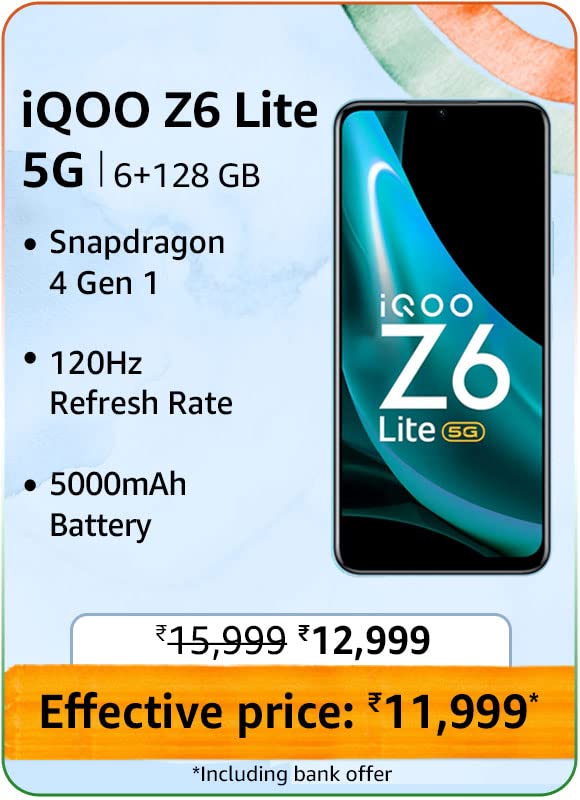 iQOO Z6 Lite
5G | 6+128 GB
• Snapdragon
4 Gen 1
• 120Hz
Refresh Rate
• 5000mAh
Battery
iQOO
Z6
Lite 5G
₹15,999 ₹12,999
Effective price: ₹11,999*
*Including bank offer